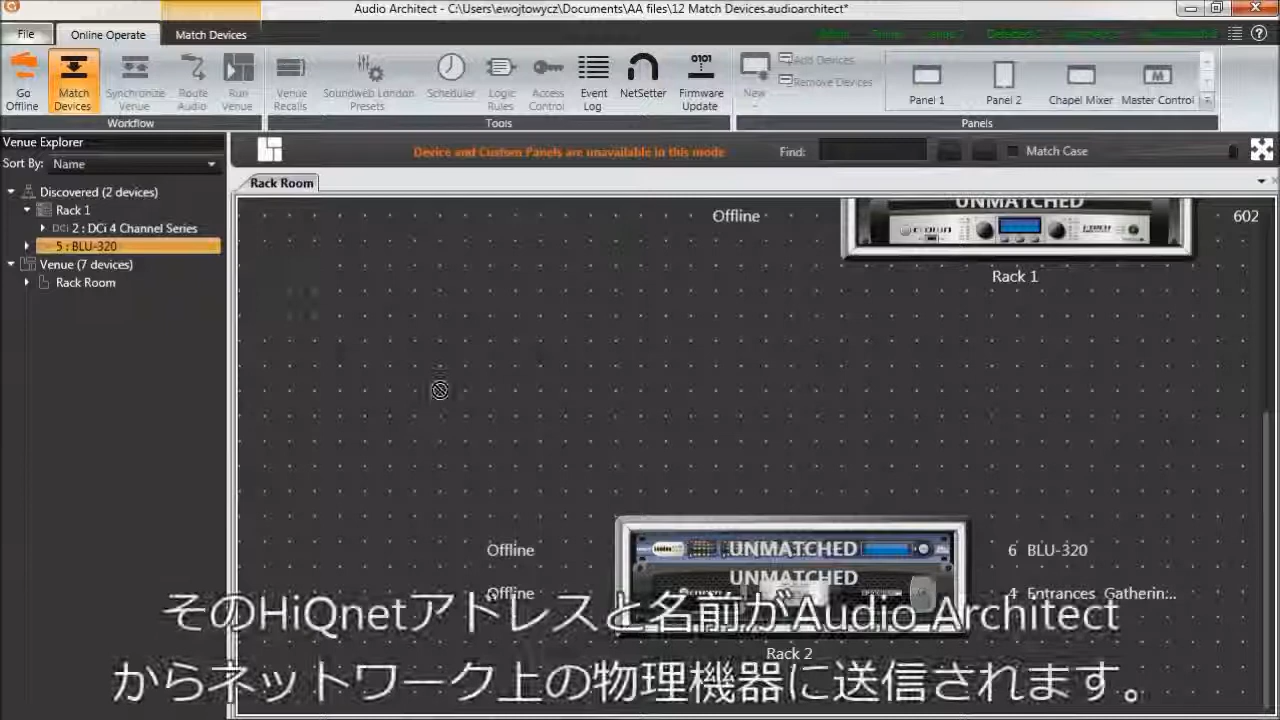 Audio Architect - C:\Users\ewojtowycz\Documents\AA files\12 Match Devices.audioarchitect*
File
Online Operate
Match Devices
Go Offline
Match Devices
Synchronize Venue
Route Audio
Run Venue
Workflow
Venue Recalls
Soundweb London Presets
Scheduler
Logic Rules
Access Control
Event Log
NetSetter
0101
Firmware Update
Tools
New
Add Devices
Remove Devices
Panel 1
Panel 2
Chapel Mixer
Master Control
Panels
Venue Explorer
Sort By: Name
Device and Custom Panels are unavailable in this mode
Find:
Match Case
Rack Room
Discovered (2 devices)
Rack 1
DCi 2 : DCi 4 Channel Series
5 : BLU-320
Venue (7 devices)
Rack Room
Offline
UNMATCHED
602
crown
Rack 1
Offline
UNMATCHED
6 BLU-320
Offline
UNMATCHED
4 Entrances Gatherin...
Rack 2
そのHiQnetアドレスと名前がAudio Architect
からネットワーク上の物理機器に送信されます。